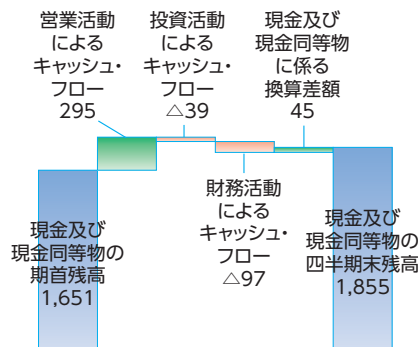 営業活動
による
キャッシュ・
フロー
295
投資活動
による
キャッシュ・
フロー
△39
現金及び
現金同等物
に係る
換算差額
45
現金及び
現金同等物の
期首残高
1,651
財務活動
による
キャッシュ・
フロー
△97
現金及び
現金同等物の
四半期末残高
1,855